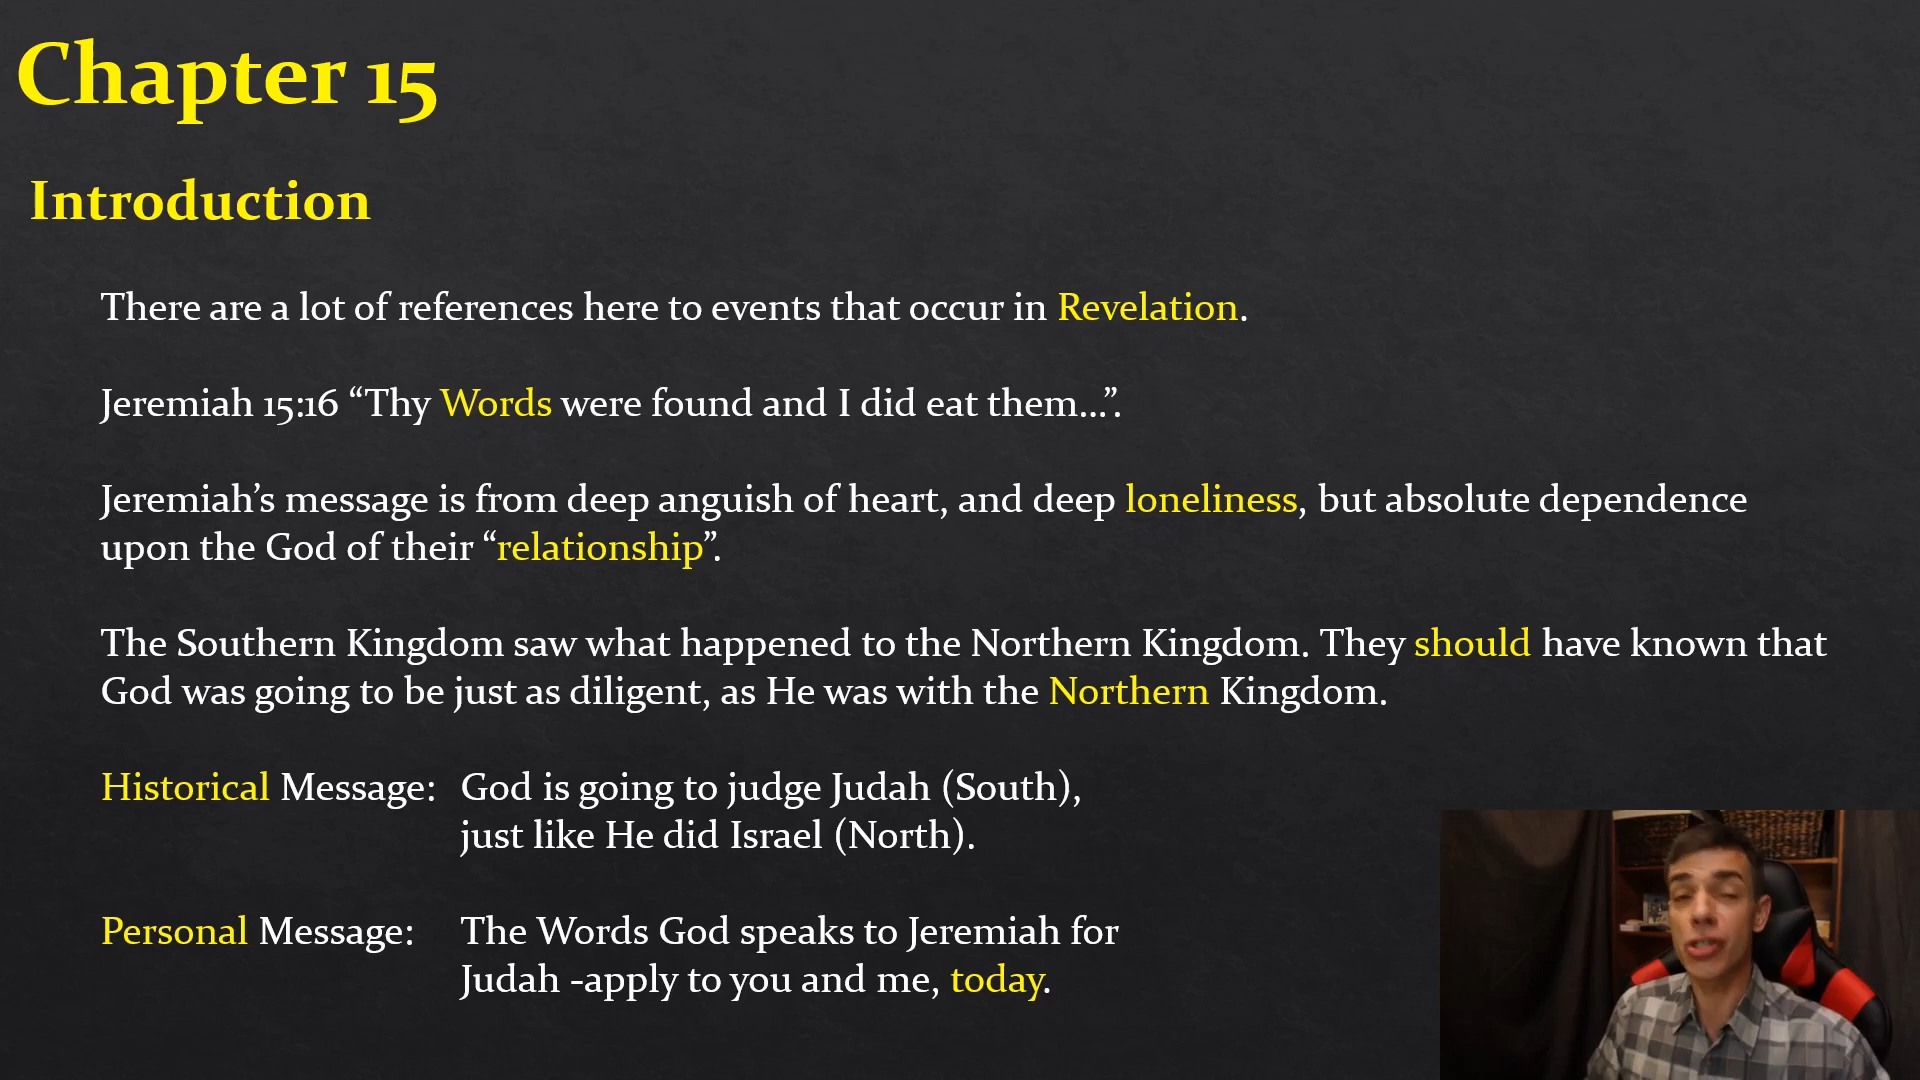 Chapter 15
Introduction
There are a lot of references here to events that occur in Revelation.
Jeremiah 15:16 “Thy Words were found and I did eat them...”.
Jeremiah’s message is from deep anguish of heart, and deep loneliness, but absolute dependence
upon the God of their “relationship”.
The Southern Kingdom saw what happened to the Northern Kingdom. They should have known that
God was going to be just as diligent, as He was with the Northern Kingdom.
Historical Message: God is going to judge Judah (South),
just like He did Israel (North).
Personal Message: The Words God speaks to Jeremiah for
Judah -apply to you and me, today.